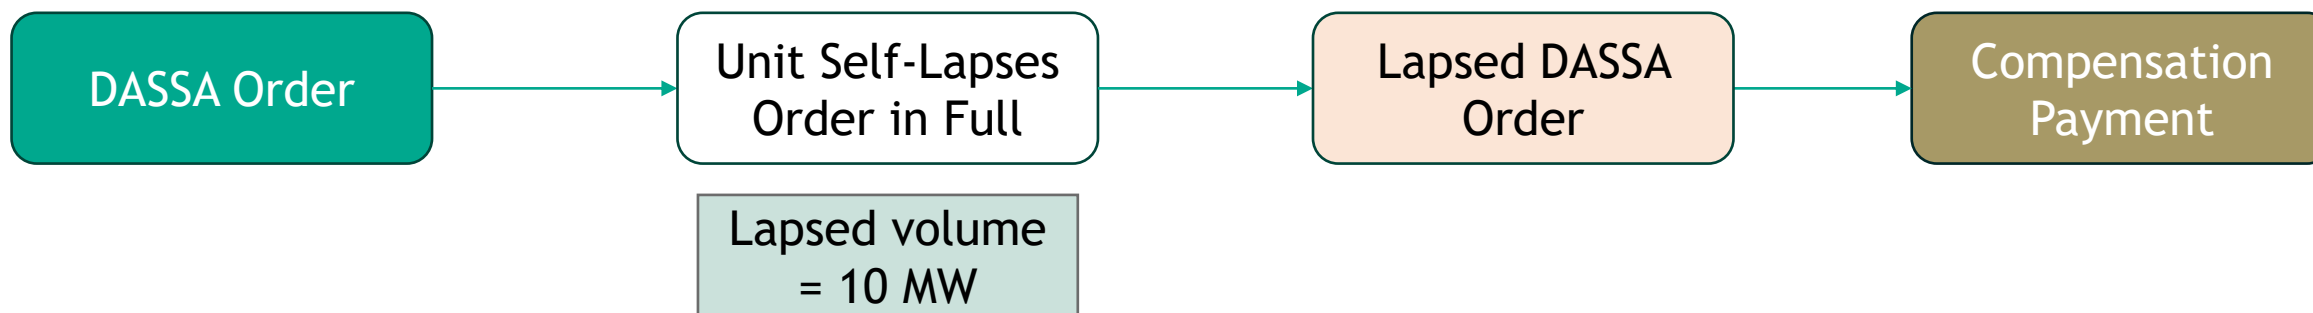 DASSA Order
Unit Self-Lapses
Order in Full
Lapsed DASSA
Order
Compensation
Payment
Lapsed volume
= 10 MW